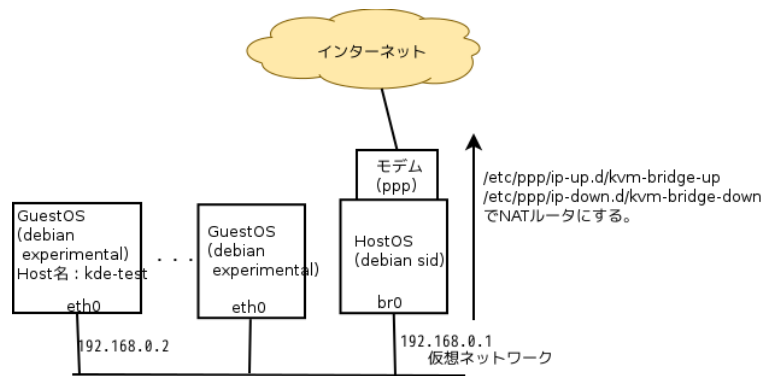 インターネット
モデム
(ppp)
/etc/ppp/ip-up.d/kvm-bridge-up
/etc/ppp/ip-down.d/kvm-bridge-down
でNATルータにする。
GuestOS
(debian
experimental)
Host名：kde-test
eth0
・・・
GuestOS
(debian
experimental)
eth0
HostOS
(debian sid)
br0
192.168.0.2
192.168.0.1
仮想ネットワーク